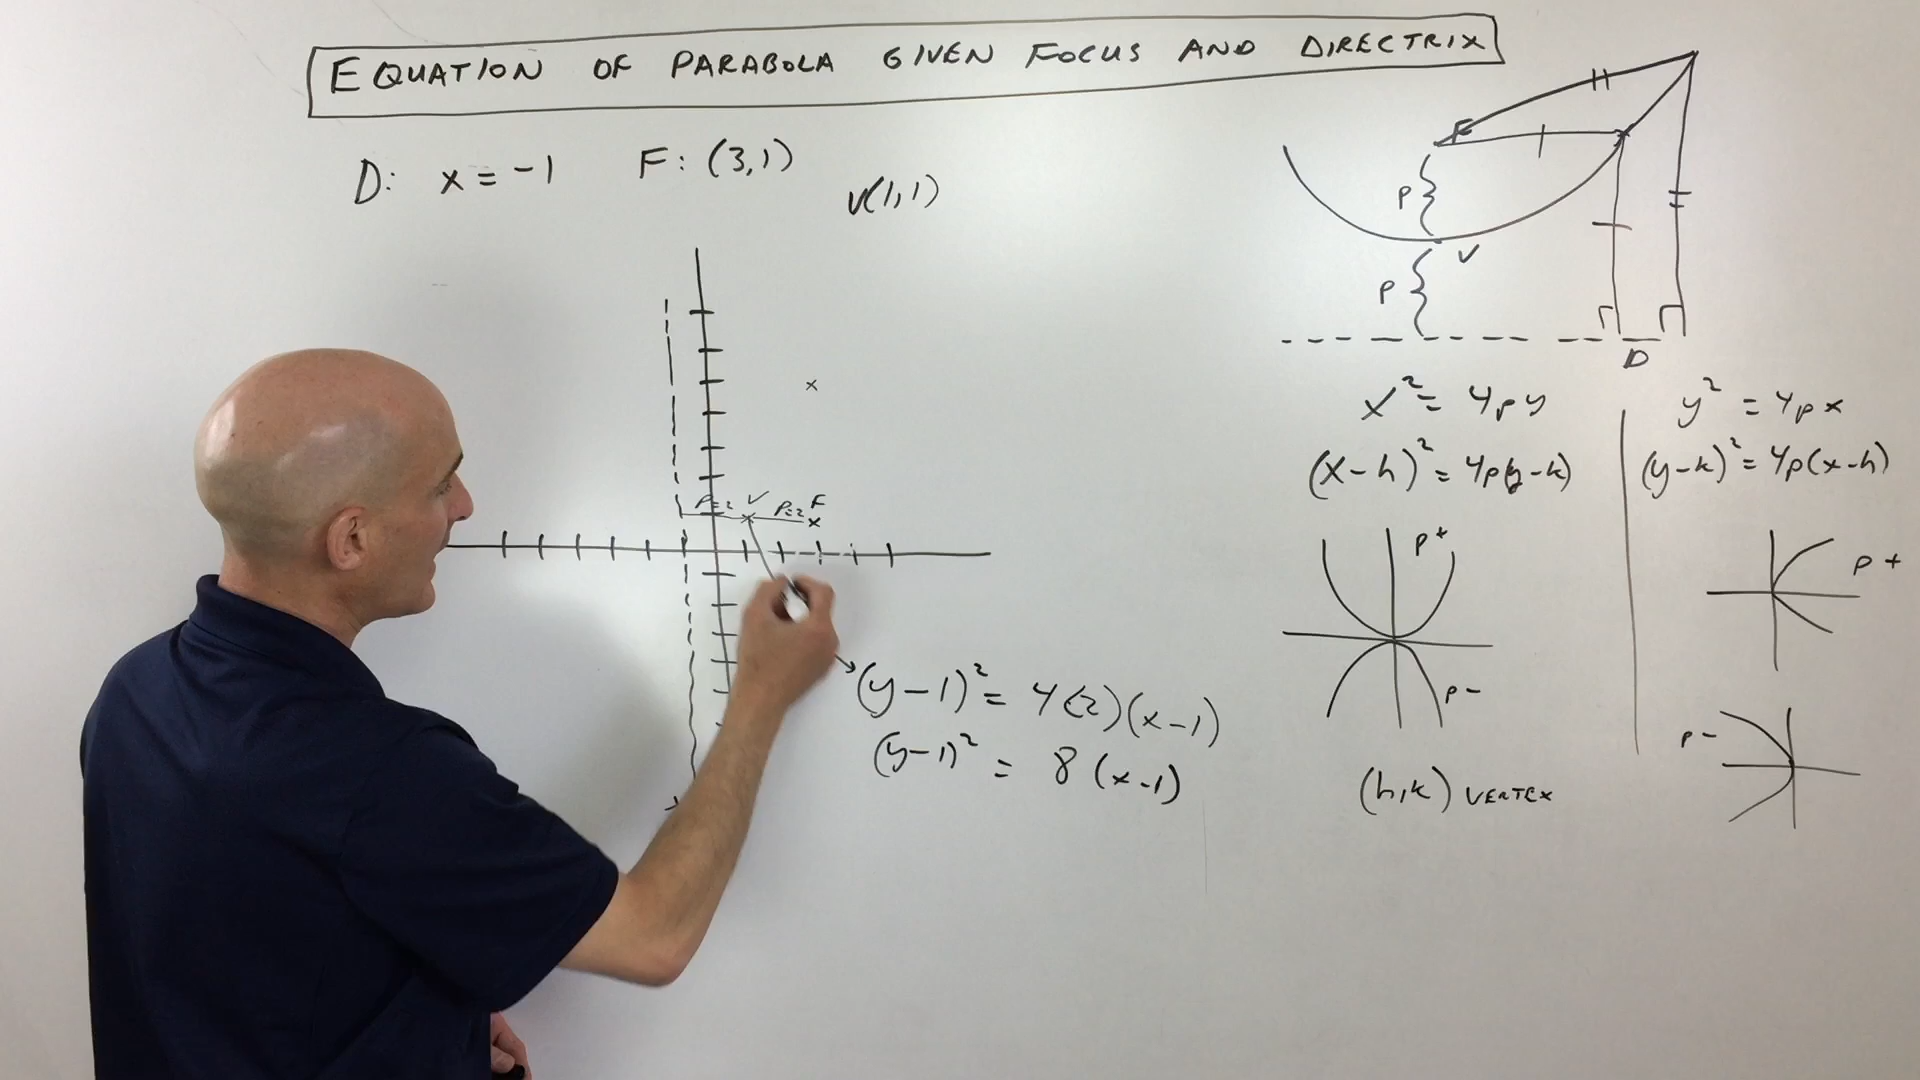 EQUATION OF PARABOLA GIVEN FOCUS AND DIRECTRIX
D: x = -1 F: (3,1)
V(1,1)
F
P
V
P
D
x² = 4py
(x-h)² = 4p(y-k)
y² = 4px
(y-k)² = 4p(x-h)
P=2 V P=2 F
P+
P-
P+
P-
(y-1)² = 4(2)(x-1)
(y-1)² = 8(x-1)
(h,k) VERTEX